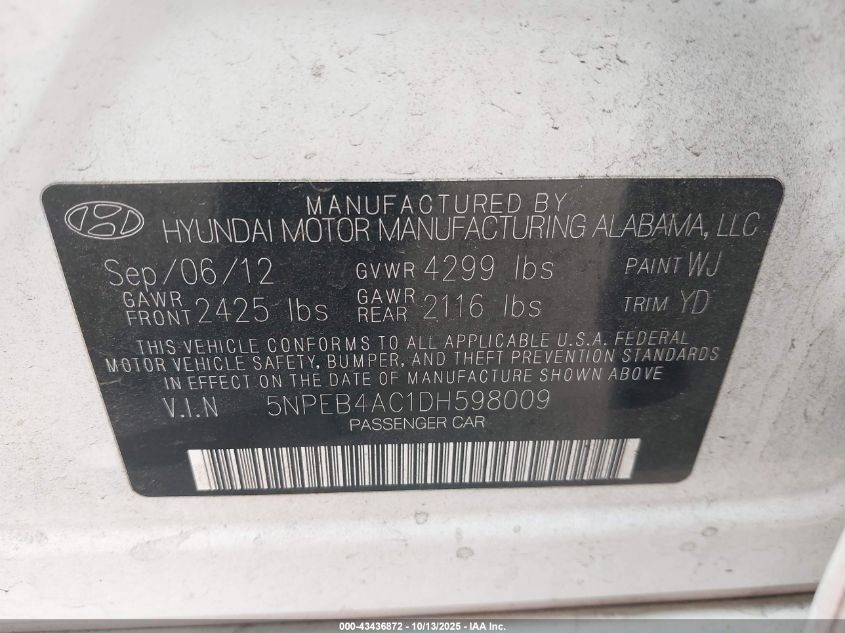 MANUFACTURED BY
HYUNDAI MOTOR MANUFACTURING ALABAMA, LLC
Sep/06/12 GVWR 4299 lbs PAINT WJ
GAWR FRONT 2425 lbs GAWR REAR 2116 lbs TRIM YD
THIS VEHICLE CONFORMS TO ALL APPLICABLE U.S.A. FEDERAL
MOTOR VEHICLE SAFETY, BUMPER, AND THEFT PREVENTION STANDARDS
IN EFFECT ON THE DATE OF MANUFACTURE SHOWN ABOVE
V.I.N 5NPEB4AC1DH598009
PASSENGER CAR
000-43436872 - 10/13/2025 - IAA Inc.